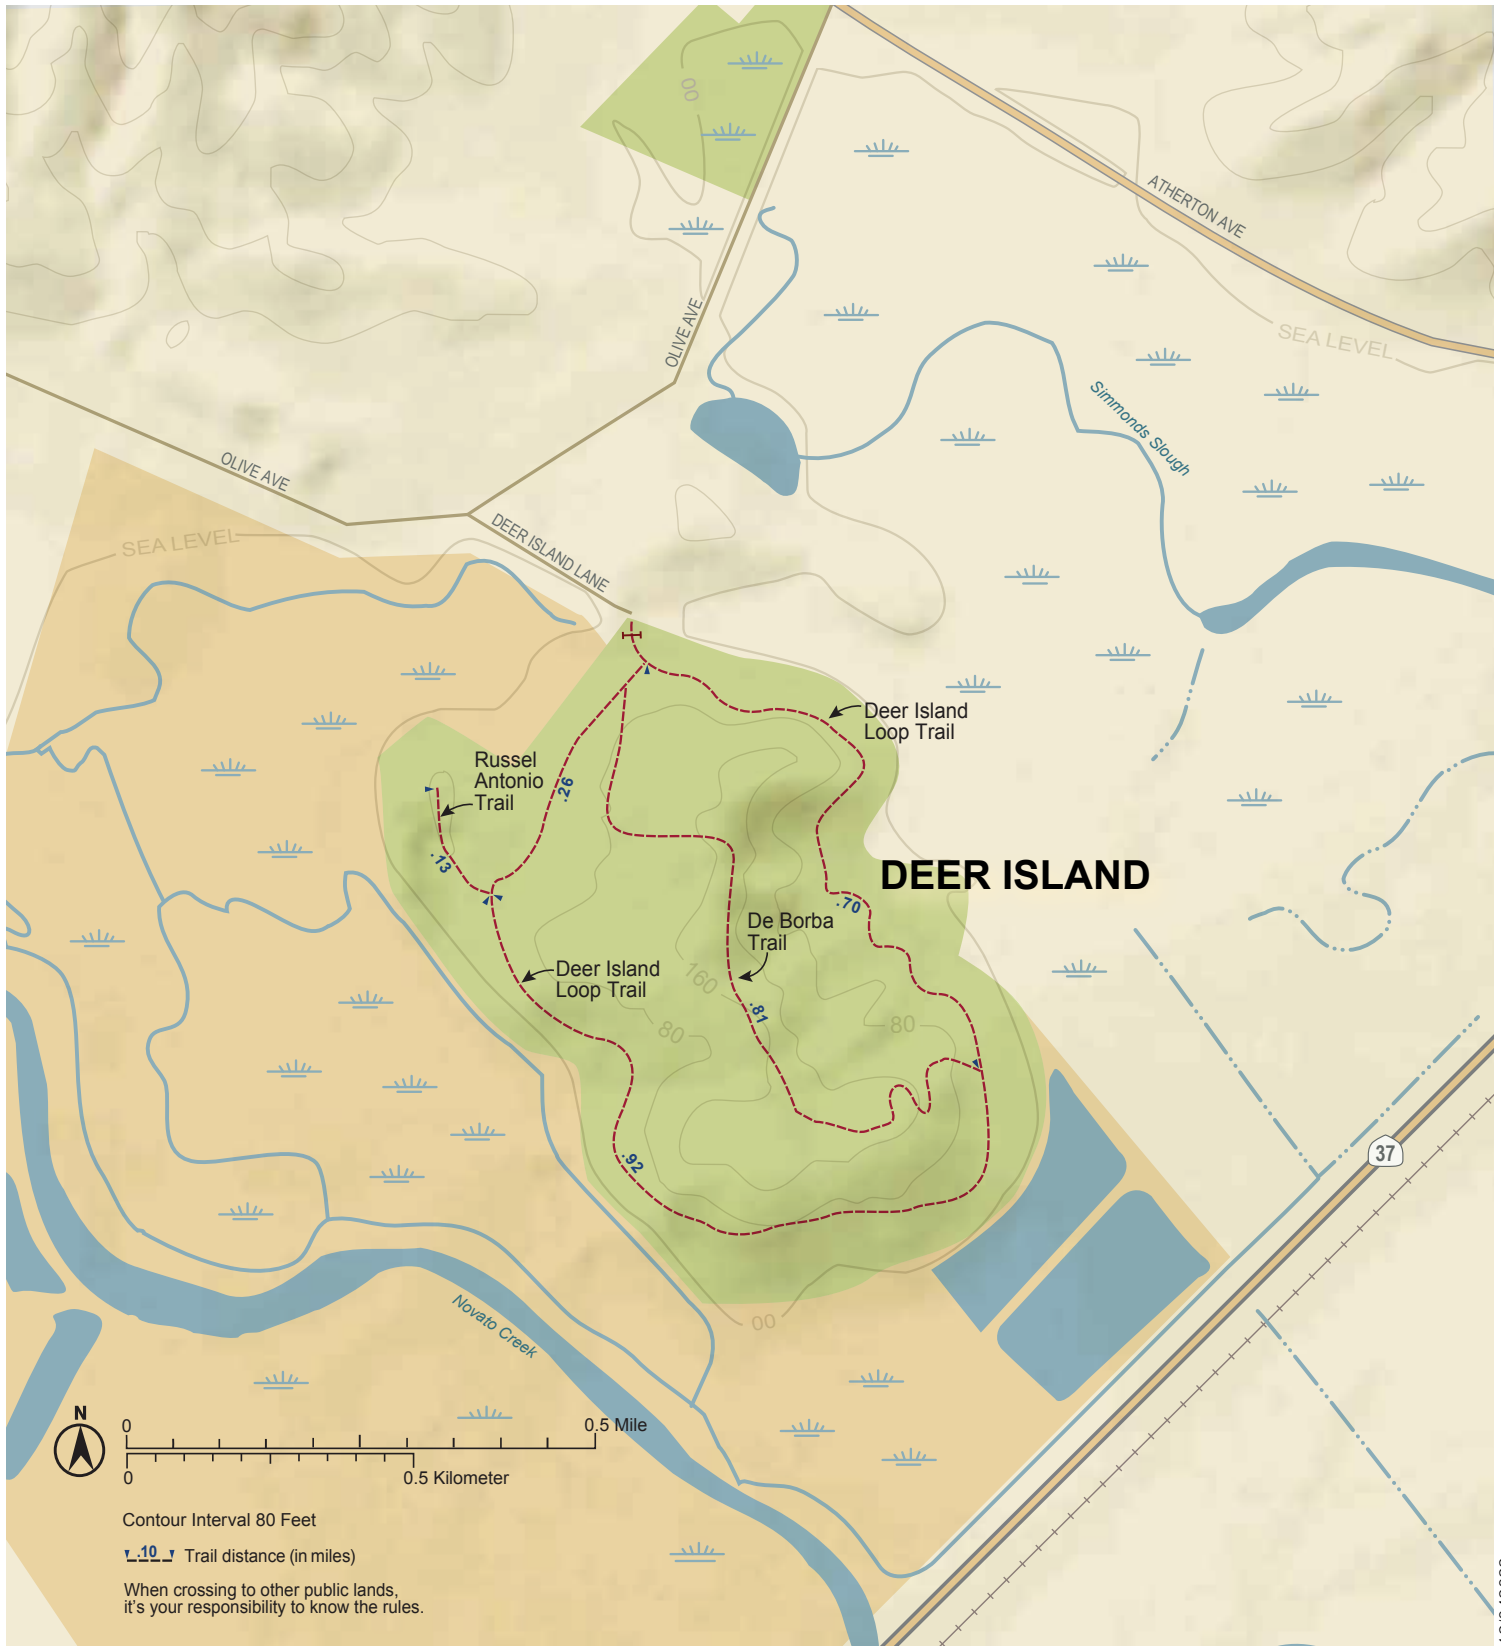 00
ATHERTON AVE
OLIVE AVE
SEA LEVEL
Simmonds Slough
OLIVE AVE
SEA LEVEL
DEER ISLAND LANE
Deer Island
Loop Trail
Russel
Antonio
Trail
.26
.13
DEER ISLAND
.70
De Borba
Trail
Deer Island
Loop Trail
160
80
.81
80
.92
37
Novato Creek
00
N
0
0.5 Mile
0
0.5 Kilometer
Contour Interval 80 Feet
.10 Trail distance (in miles)
When crossing to other public lands,
it's your responsibility to know the rules.